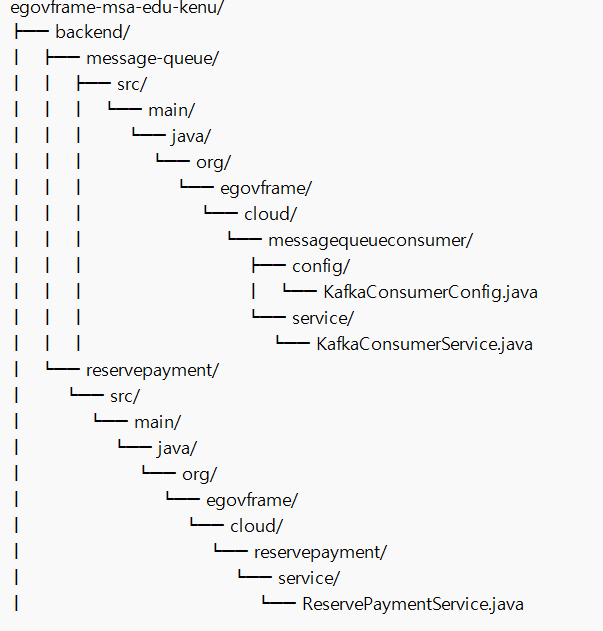 egovframe-msa-edu-kenu/
├── backend/
│   ├── message-queue/
│   │   ├── src/
│   │   │   └── main/
│   │   │       └── java/
│   │   │           └── org/
│   │   │               └── egovframe/
│   │   │                   └── cloud/
│   │   │                       └── messagequeueconsumer/
│   │   │                           ├── config/
│   │   │                           │   └── KafkaConsumerConfig.java
│   │   │                           └── service/
│   │   │                               └── KafkaConsumerService.java
│   └── reservepayment/
│       └── src/
│           └── main/
│               └── java/
│                   └── org/
│                       └── egovframe/
│                           └── cloud/
│                               └── reservepayment/
│                                   └── service/
│                                       └── ReservePaymentService.java